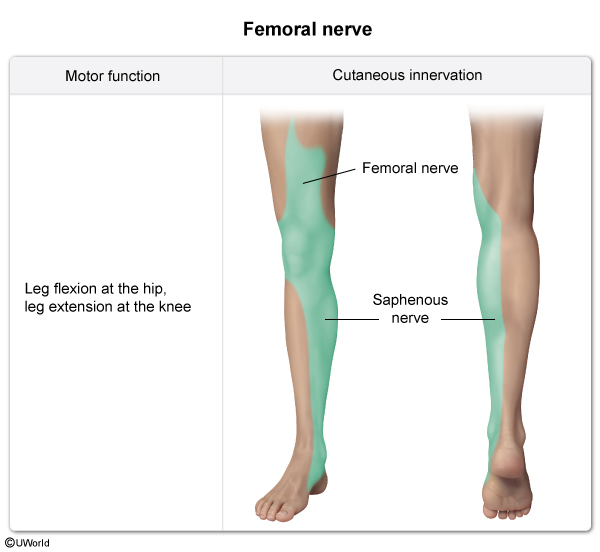 Femoral nerve
Motor function
Cutaneous innervation
Femoral nerve
Leg flexion at the hip,
leg extension at the knee
Saphenous
nerve
©UWorld